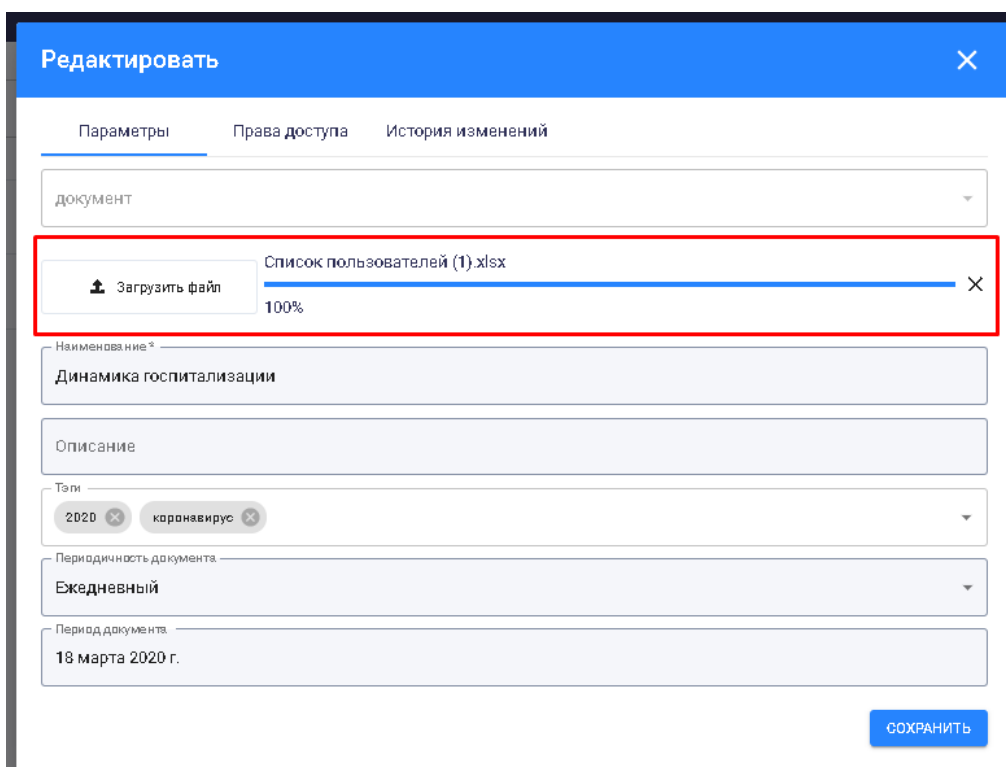 Редактировать
Параметры Права доступа История изменений
документ
Список пользователей (1).xlsx
Загрузить файл
100%
Наименование*
Динамика госпитализации
Описание
Тэги
2020 коронавирус
Периодичность документа
Ежедневный
Период документа
18 марта 2020 г.
СОХРАНИТЬ